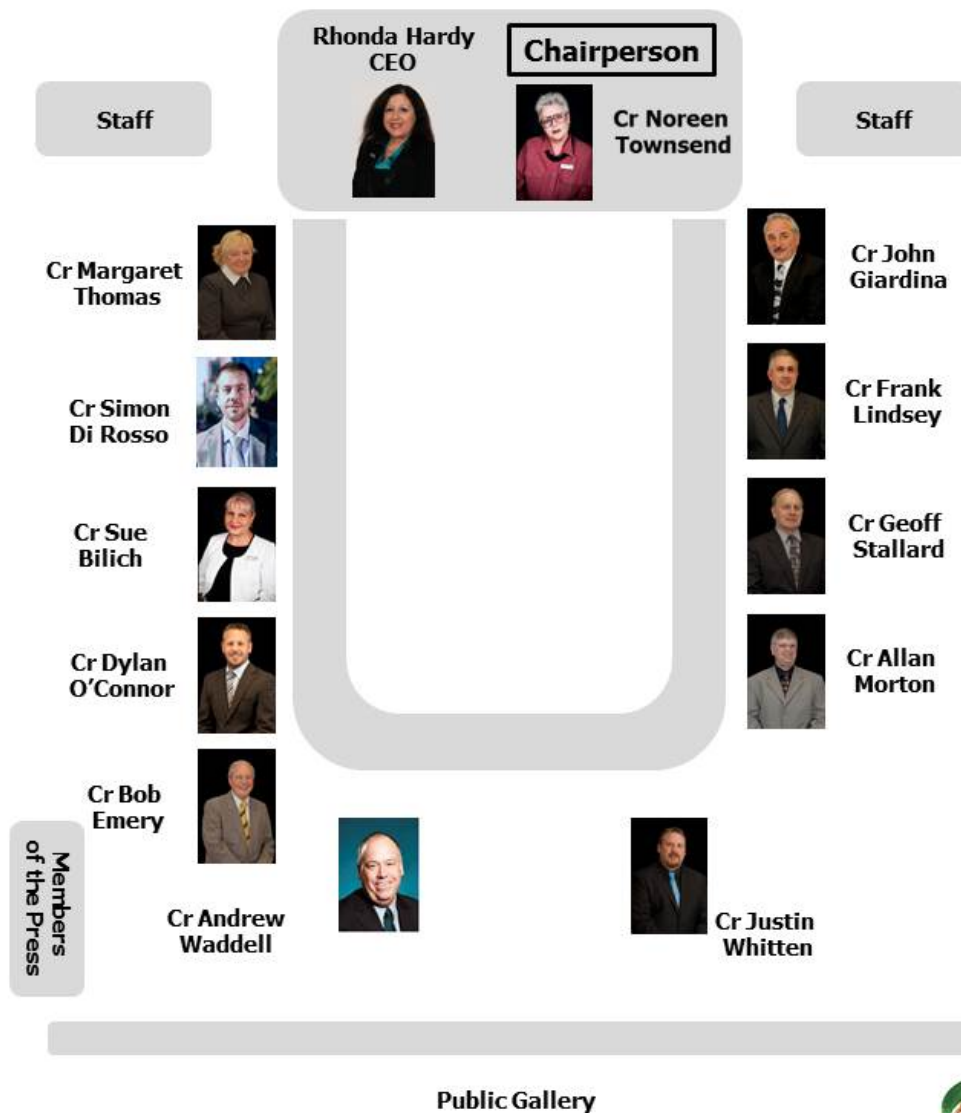 Rhonda Hardy
CEO
Chairperson
Cr Noreen
Townsend
Staff
Staff
Cr Margaret
Thomas
Cr John
Giardina
Cr Simon
Di Rosso
Cr Frank
Lindsey
Cr Sue
Bilich
Cr Geoff
Stallard
Cr Dylan
O’Connor
Cr Allan
Morton
Cr Bob
Emery
Members
of the Press
Cr Andrew
Waddell
Cr Justin
Whitten
Public Gallery